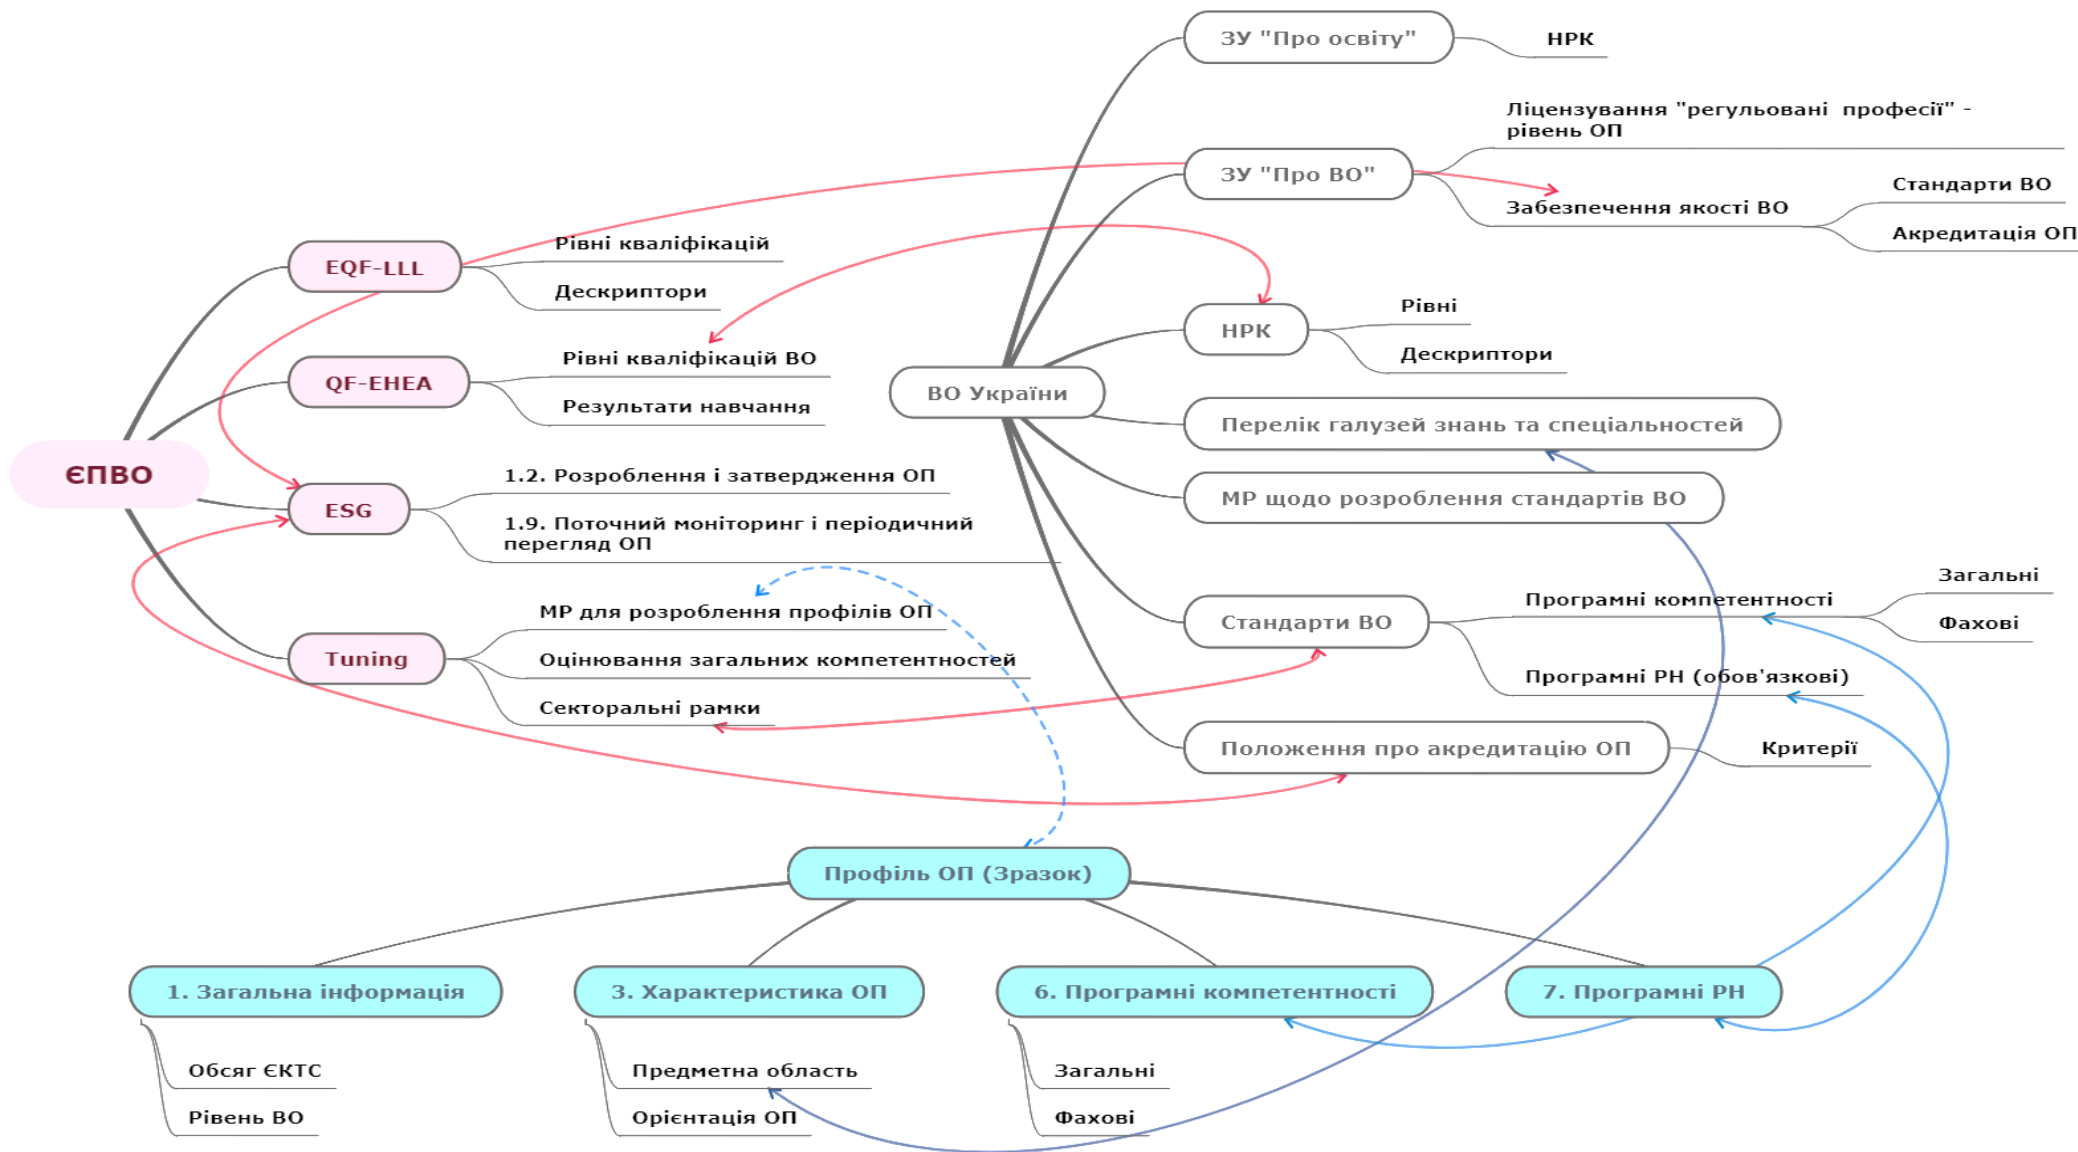 ЄПВО
EQF-LLL
Рівні кваліфікацій
Дескриптори
QF-EHEA
Рівні кваліфікацій ВО
Результати навчання
ESG
1.2. Розроблення і затвердження ОП
1.9. Поточний моніторинг і періодичний
перегляд ОП
Tuning
МР для розроблення профілів ОП
Оцінювання загальних компетентностей
Секторальні рамки
ВО України
ЗУ "Про освіту"
НРК
ЗУ "Про ВО"
Ліцензування "регульовані професії" -
рівень ОП
Забезпечення якості ВО
Стандарти ВО
Акредитація ОП
НРК
Рівні
Дескриптори
Перелік галузей знань та спеціальностей
МР щодо розроблення стандартів ВО
Стандарти ВО
Програмні компетентності
Загальні
Фахові
Програмні РН (обов'язкові)
Положення про акредитацію ОП
Критерії
Профіль ОП (Зразок)
1. Загальна інформація
Обсяг ЄКТС
Рівень ВО
3. Характеристика ОП
Предметна область
Орієнтація ОП
6. Програмні компетентності
Загальні
Фахові
7. Програмні РН